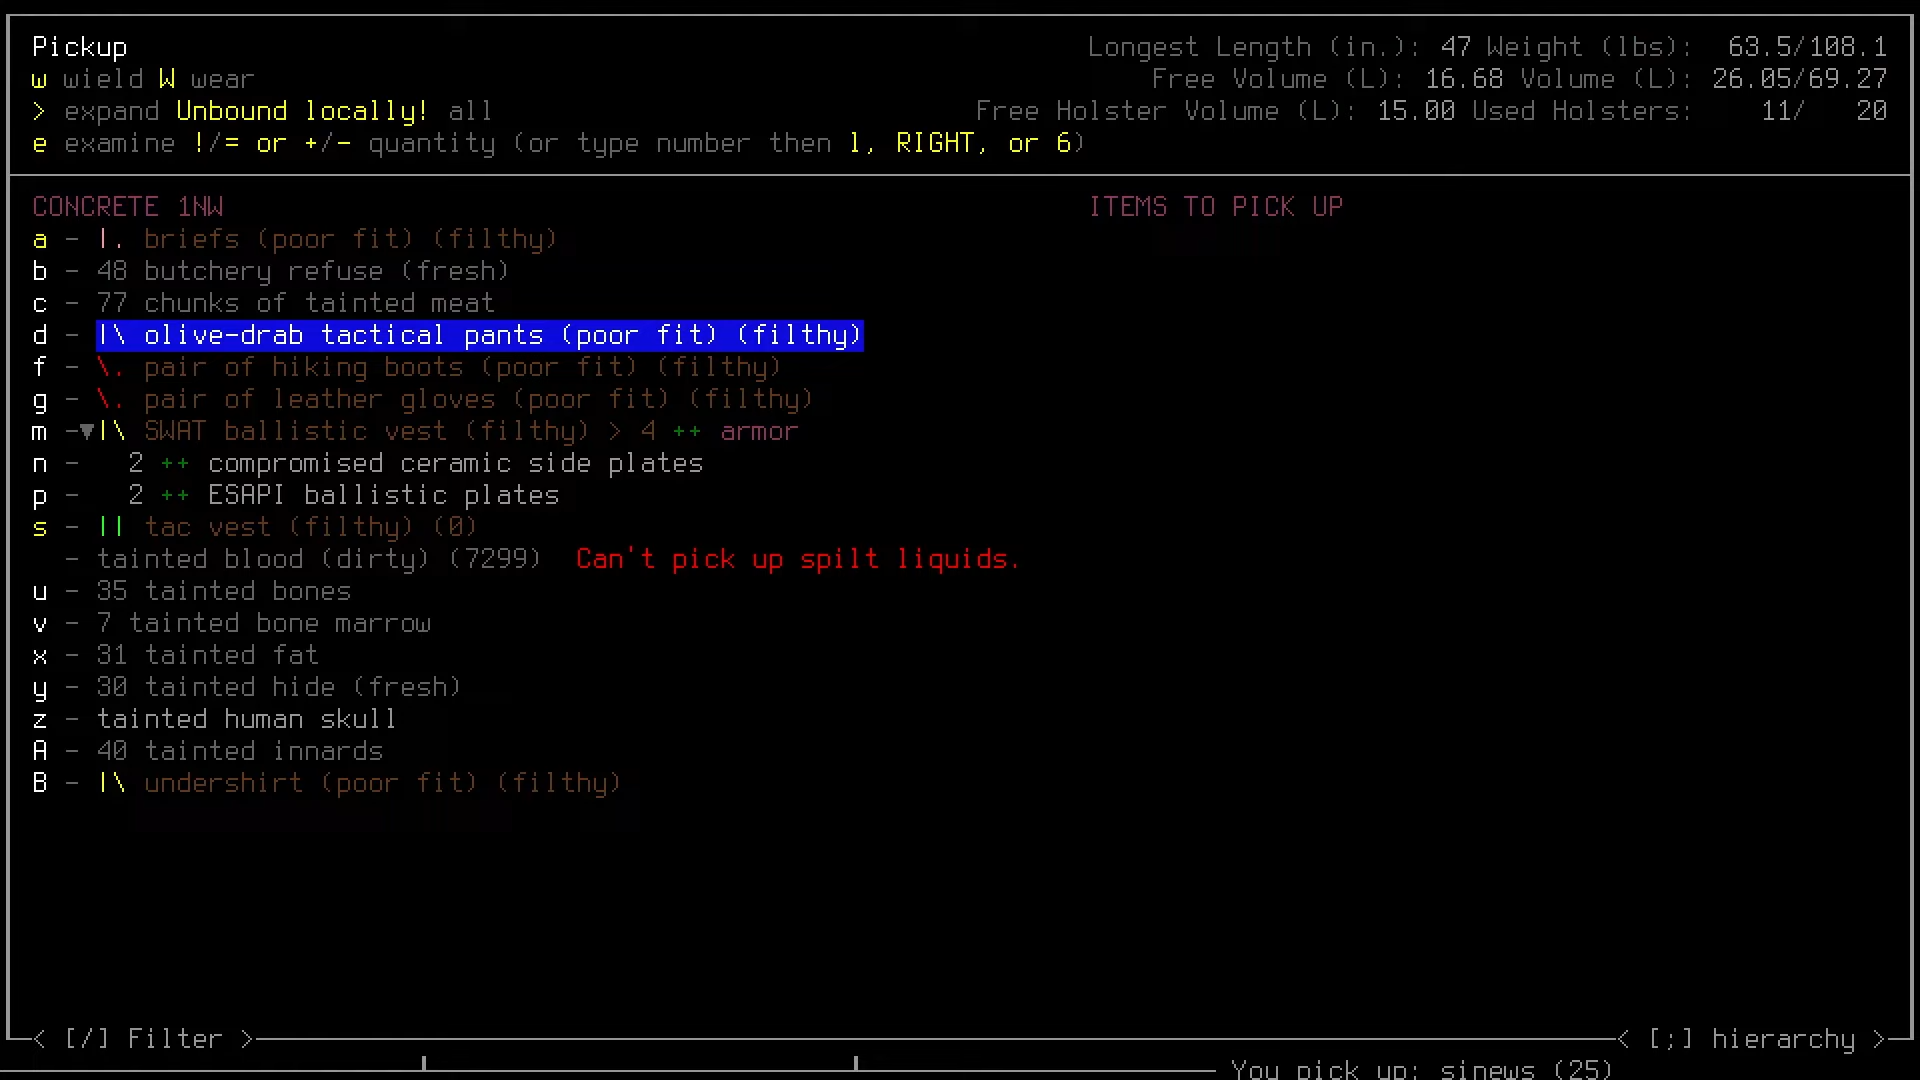 Pickup Longest Length (in.): 47 Weight (lbs): 63.5/108.1
w wield W wear Free Volume (L): 16.68 Volume (L): 26.05/69.27
> expand Unbound locally! all Free Holster Volume (L): 15.00 Used Holsters: 11/ 20
e examine !/= or +/- quantity (or type number then l, RIGHT, or 6)
CONCRETE 1NW ITEMS TO PICK UP
a - |. briefs (poor fit) (filthy)
b - 48 butchery refuse (fresh)
c - 77 chunks of tainted meat
d - |\ olive-drab tactical pants (poor fit) (filthy)
f - \. pair of hiking boots (poor fit) (filthy)
g - \. pair of leather gloves (poor fit) (filthy)
m -▼|\ SWAT ballistic vest (filthy) > 4 ++ armor
n - 2 ++ compromised ceramic side plates
p - 2 ++ ESAPI ballistic plates
s - || tac vest (filthy) (0)
- tainted blood (dirty) (7299) Can't pick up spilt liquids.
u - 35 tainted bones
v - 7 tainted bone marrow
x - 31 tainted fat
y - 30 tainted hide (fresh)
z - tainted human skull
A - 40 tainted innards
B - |\ undershirt (poor fit) (filthy)
< [/] Filter > < [;] hierarchy >
You pick up: sinews (25)